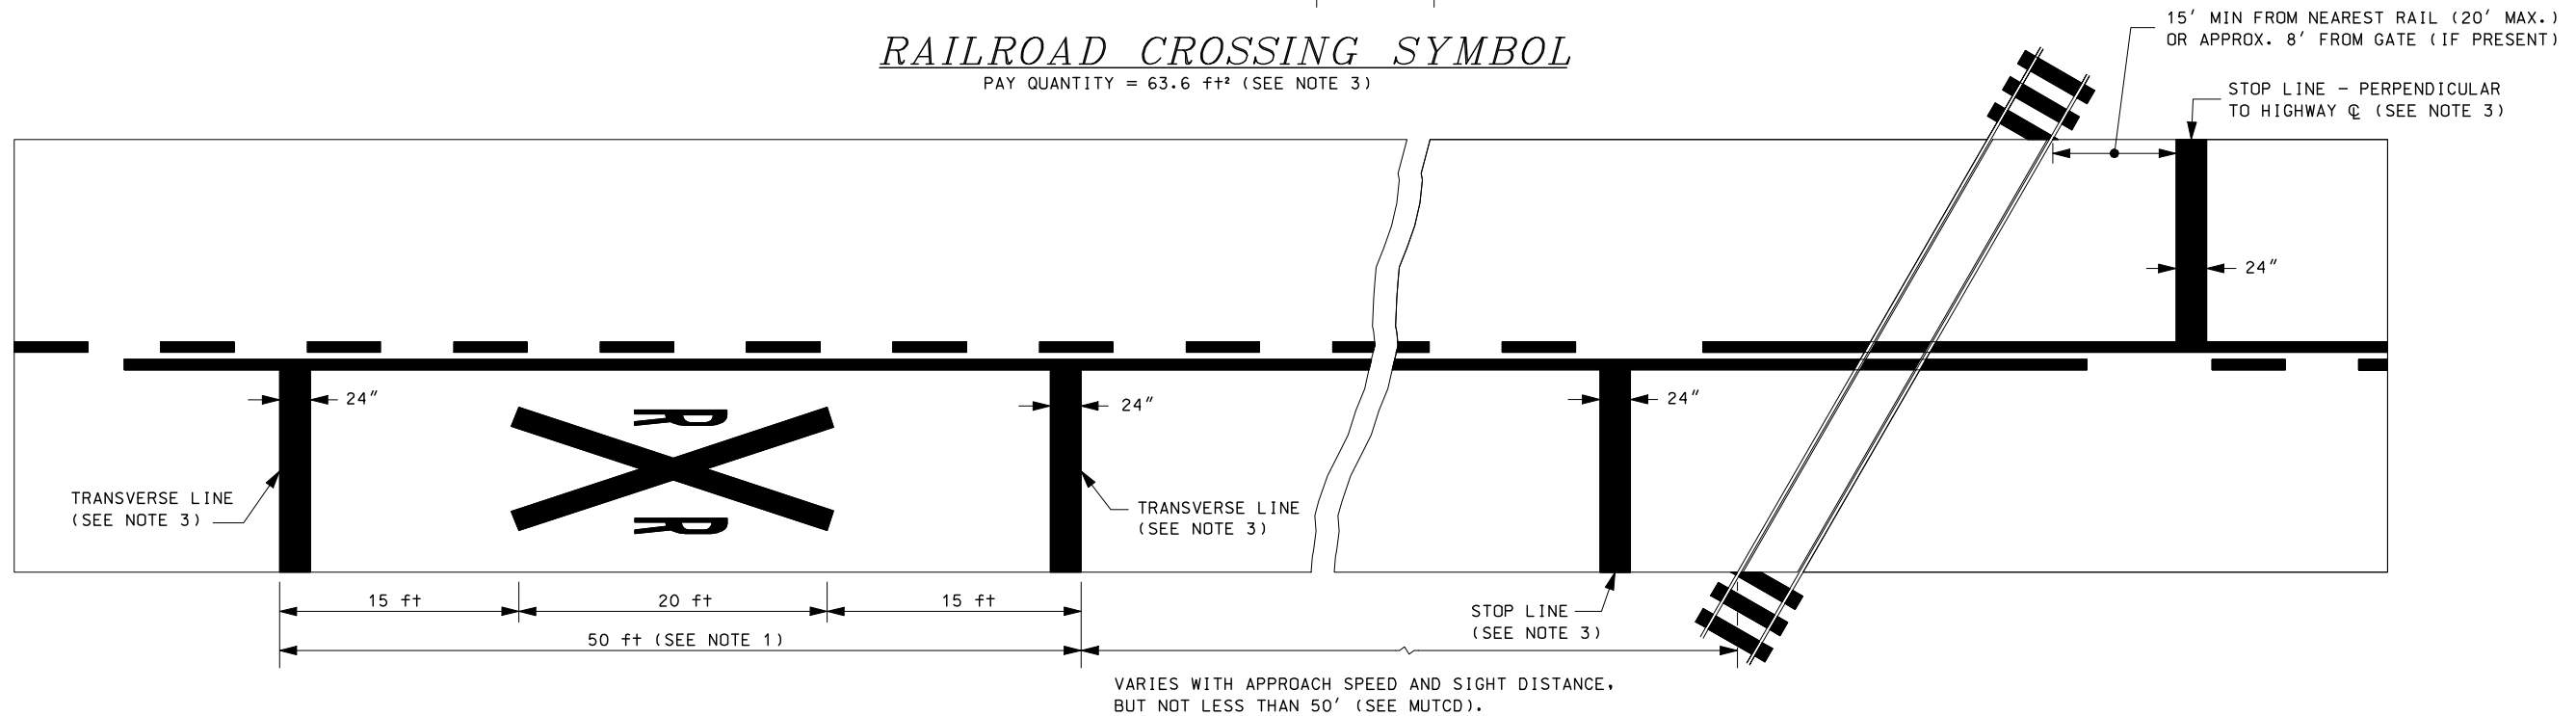 RAILROAD CROSSING SYMBOL
PAY QUANTITY = 63.6 ft² (SEE NOTE 3)
15' MIN FROM NEAREST RAIL (20' MAX.)
OR APPROX. 8' FROM GATE (IF PRESENT)
STOP LINE - PERPENDICULAR
TO HIGHWAY ℄ (SEE NOTE 3)
24"
24"
24"
24"
R
R
TRANSVERSE LINE
(SEE NOTE 3)
TRANSVERSE LINE
(SEE NOTE 3)
15 ft
20 ft
15 ft
50 ft (SEE NOTE 1)
STOP LINE
(SEE NOTE 3)
VARIES WITH APPROACH SPEED AND SIGHT DISTANCE,
BUT NOT LESS THAN 50' (SEE MUTCD).